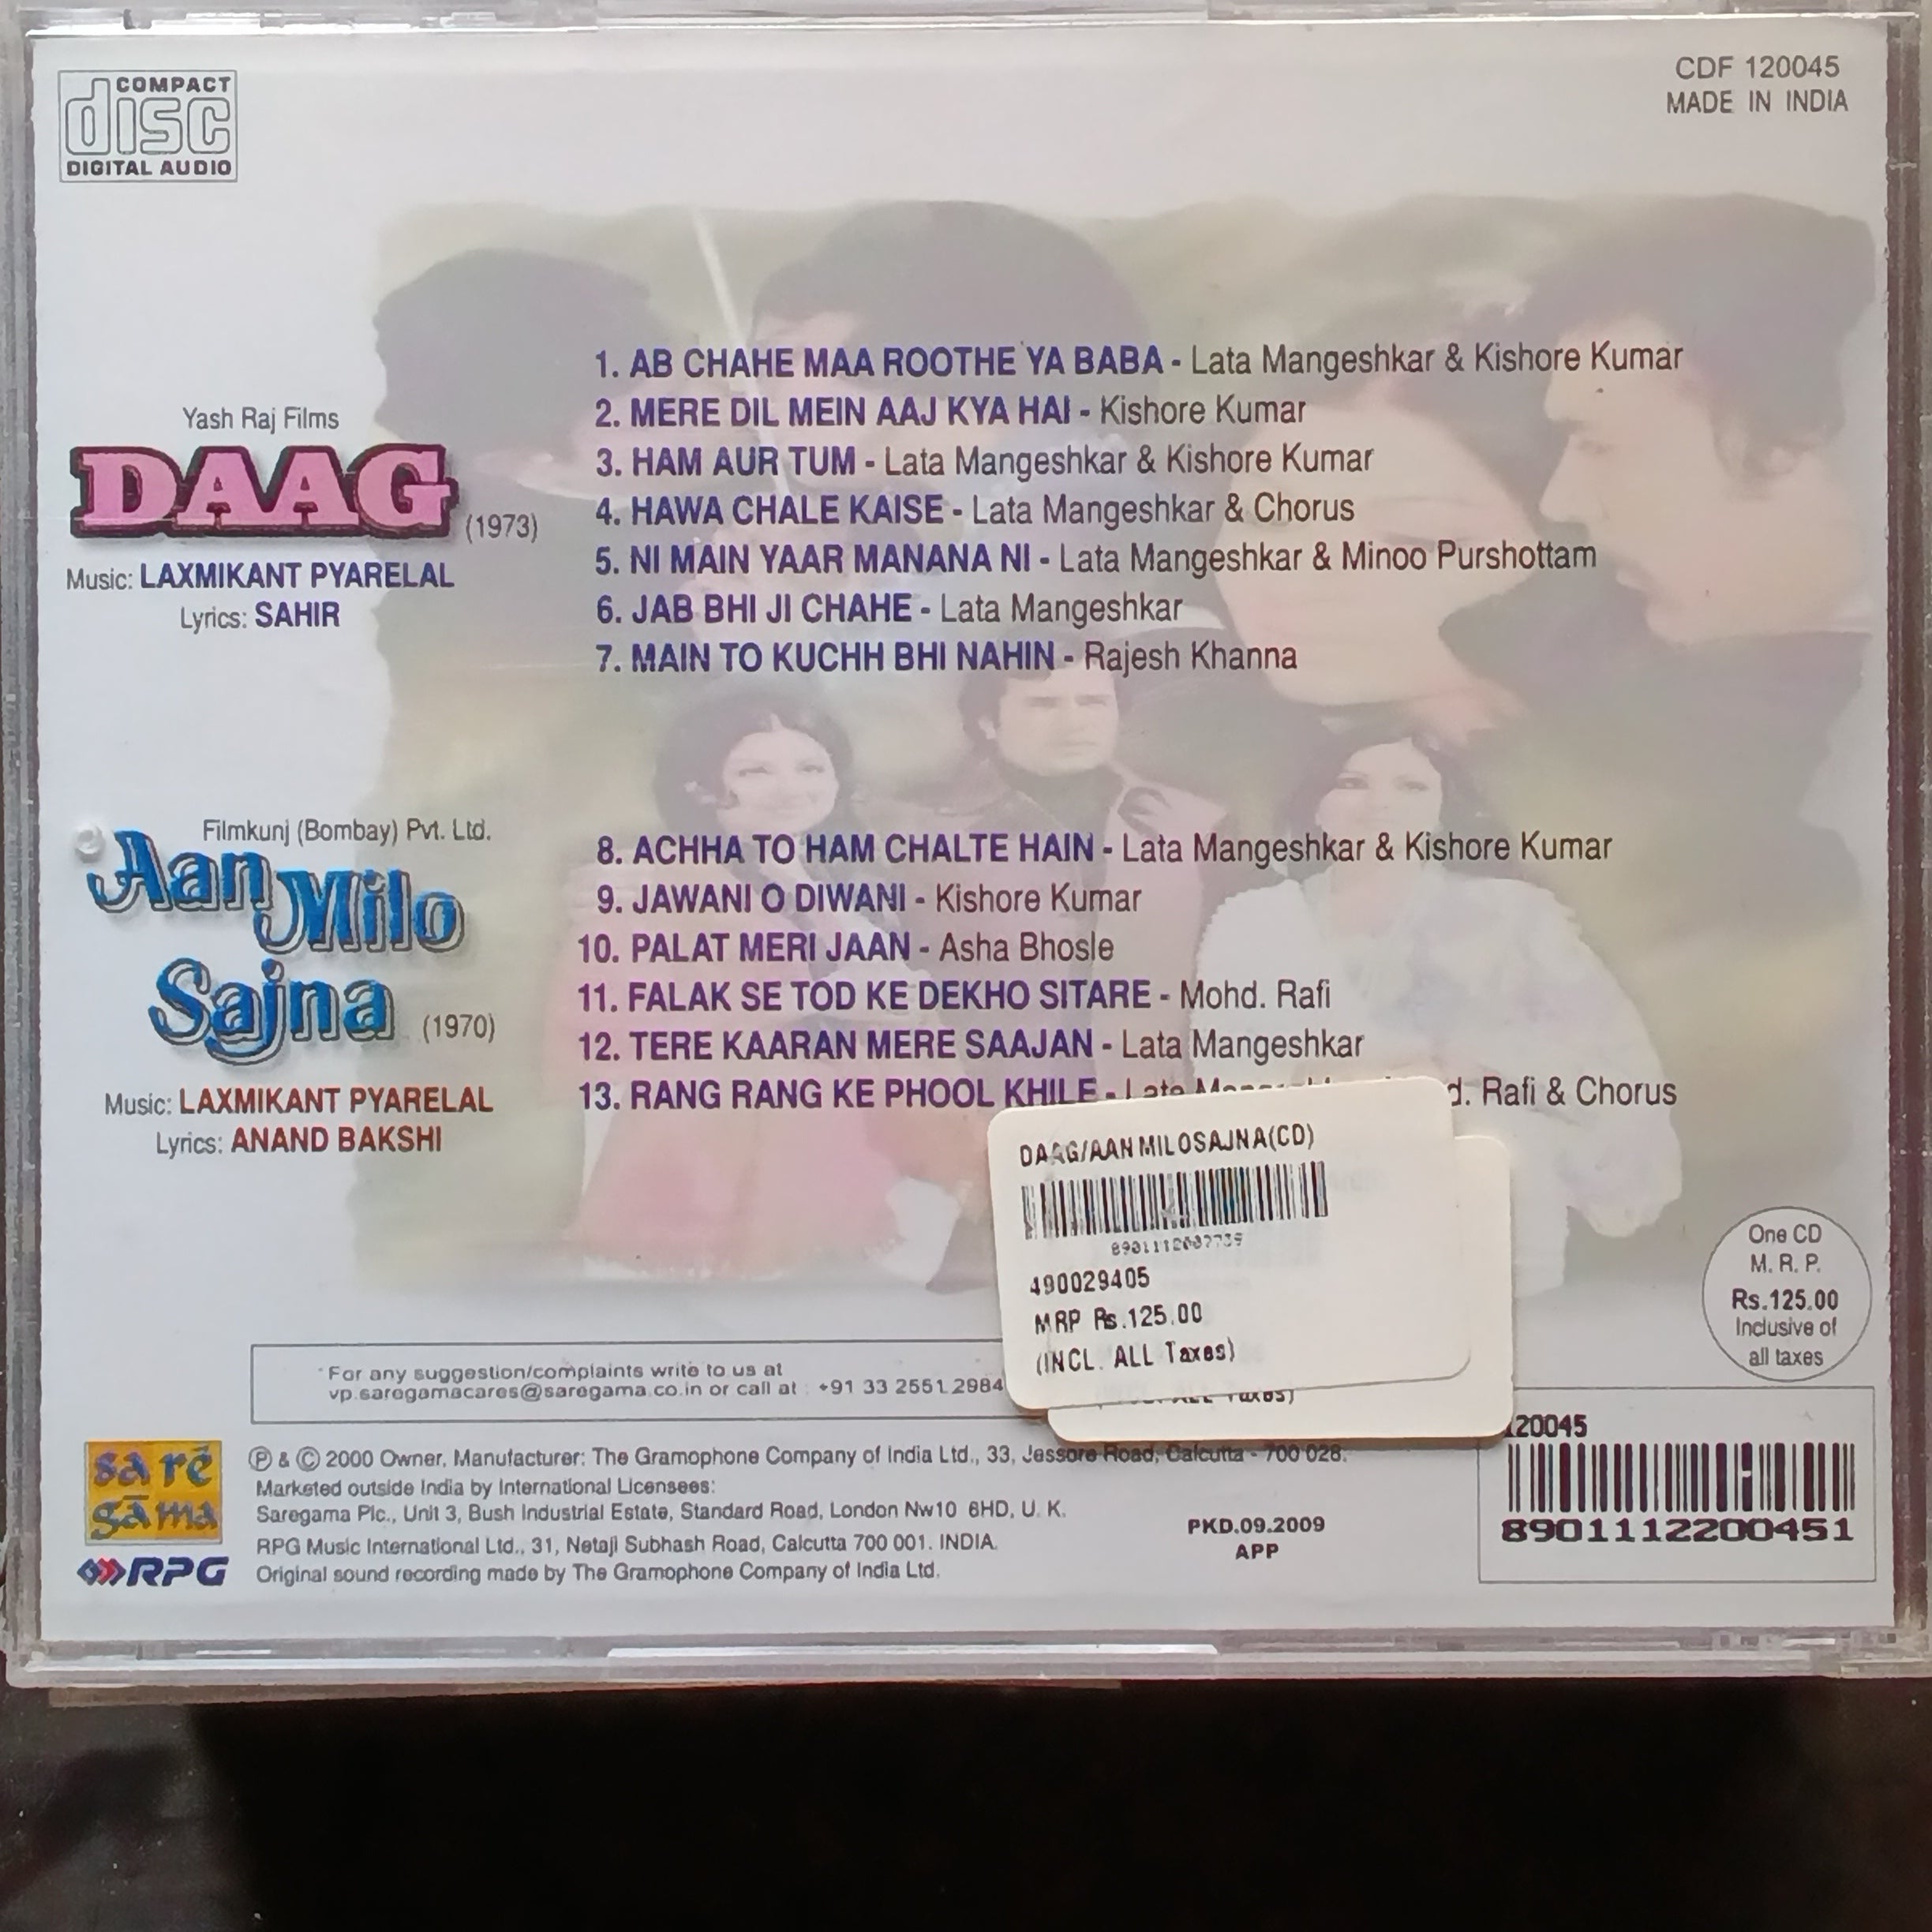 COMPACT
disc
DIGITAL AUDIO
CDF 120045
MADE IN INDIA
Yash Raj Films
DAAG
(1973)
Music: LAXMIKANT PYARELAL
Lyrics: SAHIR
1. AB CHAHE MAA ROOTHE YA BABA - Lata Mangeshkar & Kishore Kumar
2. MERE DIL MEIN AAJ KYA HAI - Kishore Kumar
3. HAM AUR TUM - Lata Mangeshkar & Kishore Kumar
4. HAWA CHALE KAISE - Lata Mangeshkar & Chorus
5. NI MAIN YAAR MANANA NI - Lata Mangeshkar & Minoo Purshottam
6. JAB BHI JI CHAHE - Lata Mangeshkar
7. MAIN TO KUCHH BHI NAHIN - Rajesh Khanna
Filmkunj (Bombay) Pvt. Ltd.
Aan Milo
Sajna
(1970)
Music: LAXMIKANT PYARELAL
Lyrics: ANAND BAKSHI
8. ACHHA TO HAM CHALTE HAIN - Lata Mangeshkar & Kishore Kumar
9. JAWANI O DIWANI - Kishore Kumar
10. PALAT MERI JAAN - Asha Bhosle
11. FALAK SE TOD KE DEKHO SITARE - Mohd. Rafi
12. TERE KAARAN MERE SAAJAN - Lata Mangeshkar
13. RANG RANG KE PHOOL KHILE - Lata Rafi & Chorus
DAAG/AAN MILOSAJNA(CD)
490029405
MRP Rs.125.00
(INCL. ALL Taxes)
ALL Taxes)
One CD
M. R. P.
Rs.125.00
Inclusive of
all taxes
For any suggestion/complaints write to us at
vp.saregamacares@saregama.co.in or call at : +91 33 2551 2984
120045
8901112200451
sa rē
gā ma
RPG
Ⓟ & © 2000 Owner, Manufacturer: The Gramophone Company of India Ltd., 33, Jessore Road, Calcutta - 700 028.
Marketed outside India by International Licensees:
Saregama Plc., Unit 3, Bush Industrial Estate, Standard Road, London Nw10 6HD, U. K.
RPG Music International Ltd., 31, Netaji Subhash Road, Calcutta 700 001. INDIA.
Original sound recording made by The Gramophone Company of India Ltd.
PKD.09.2009
APP